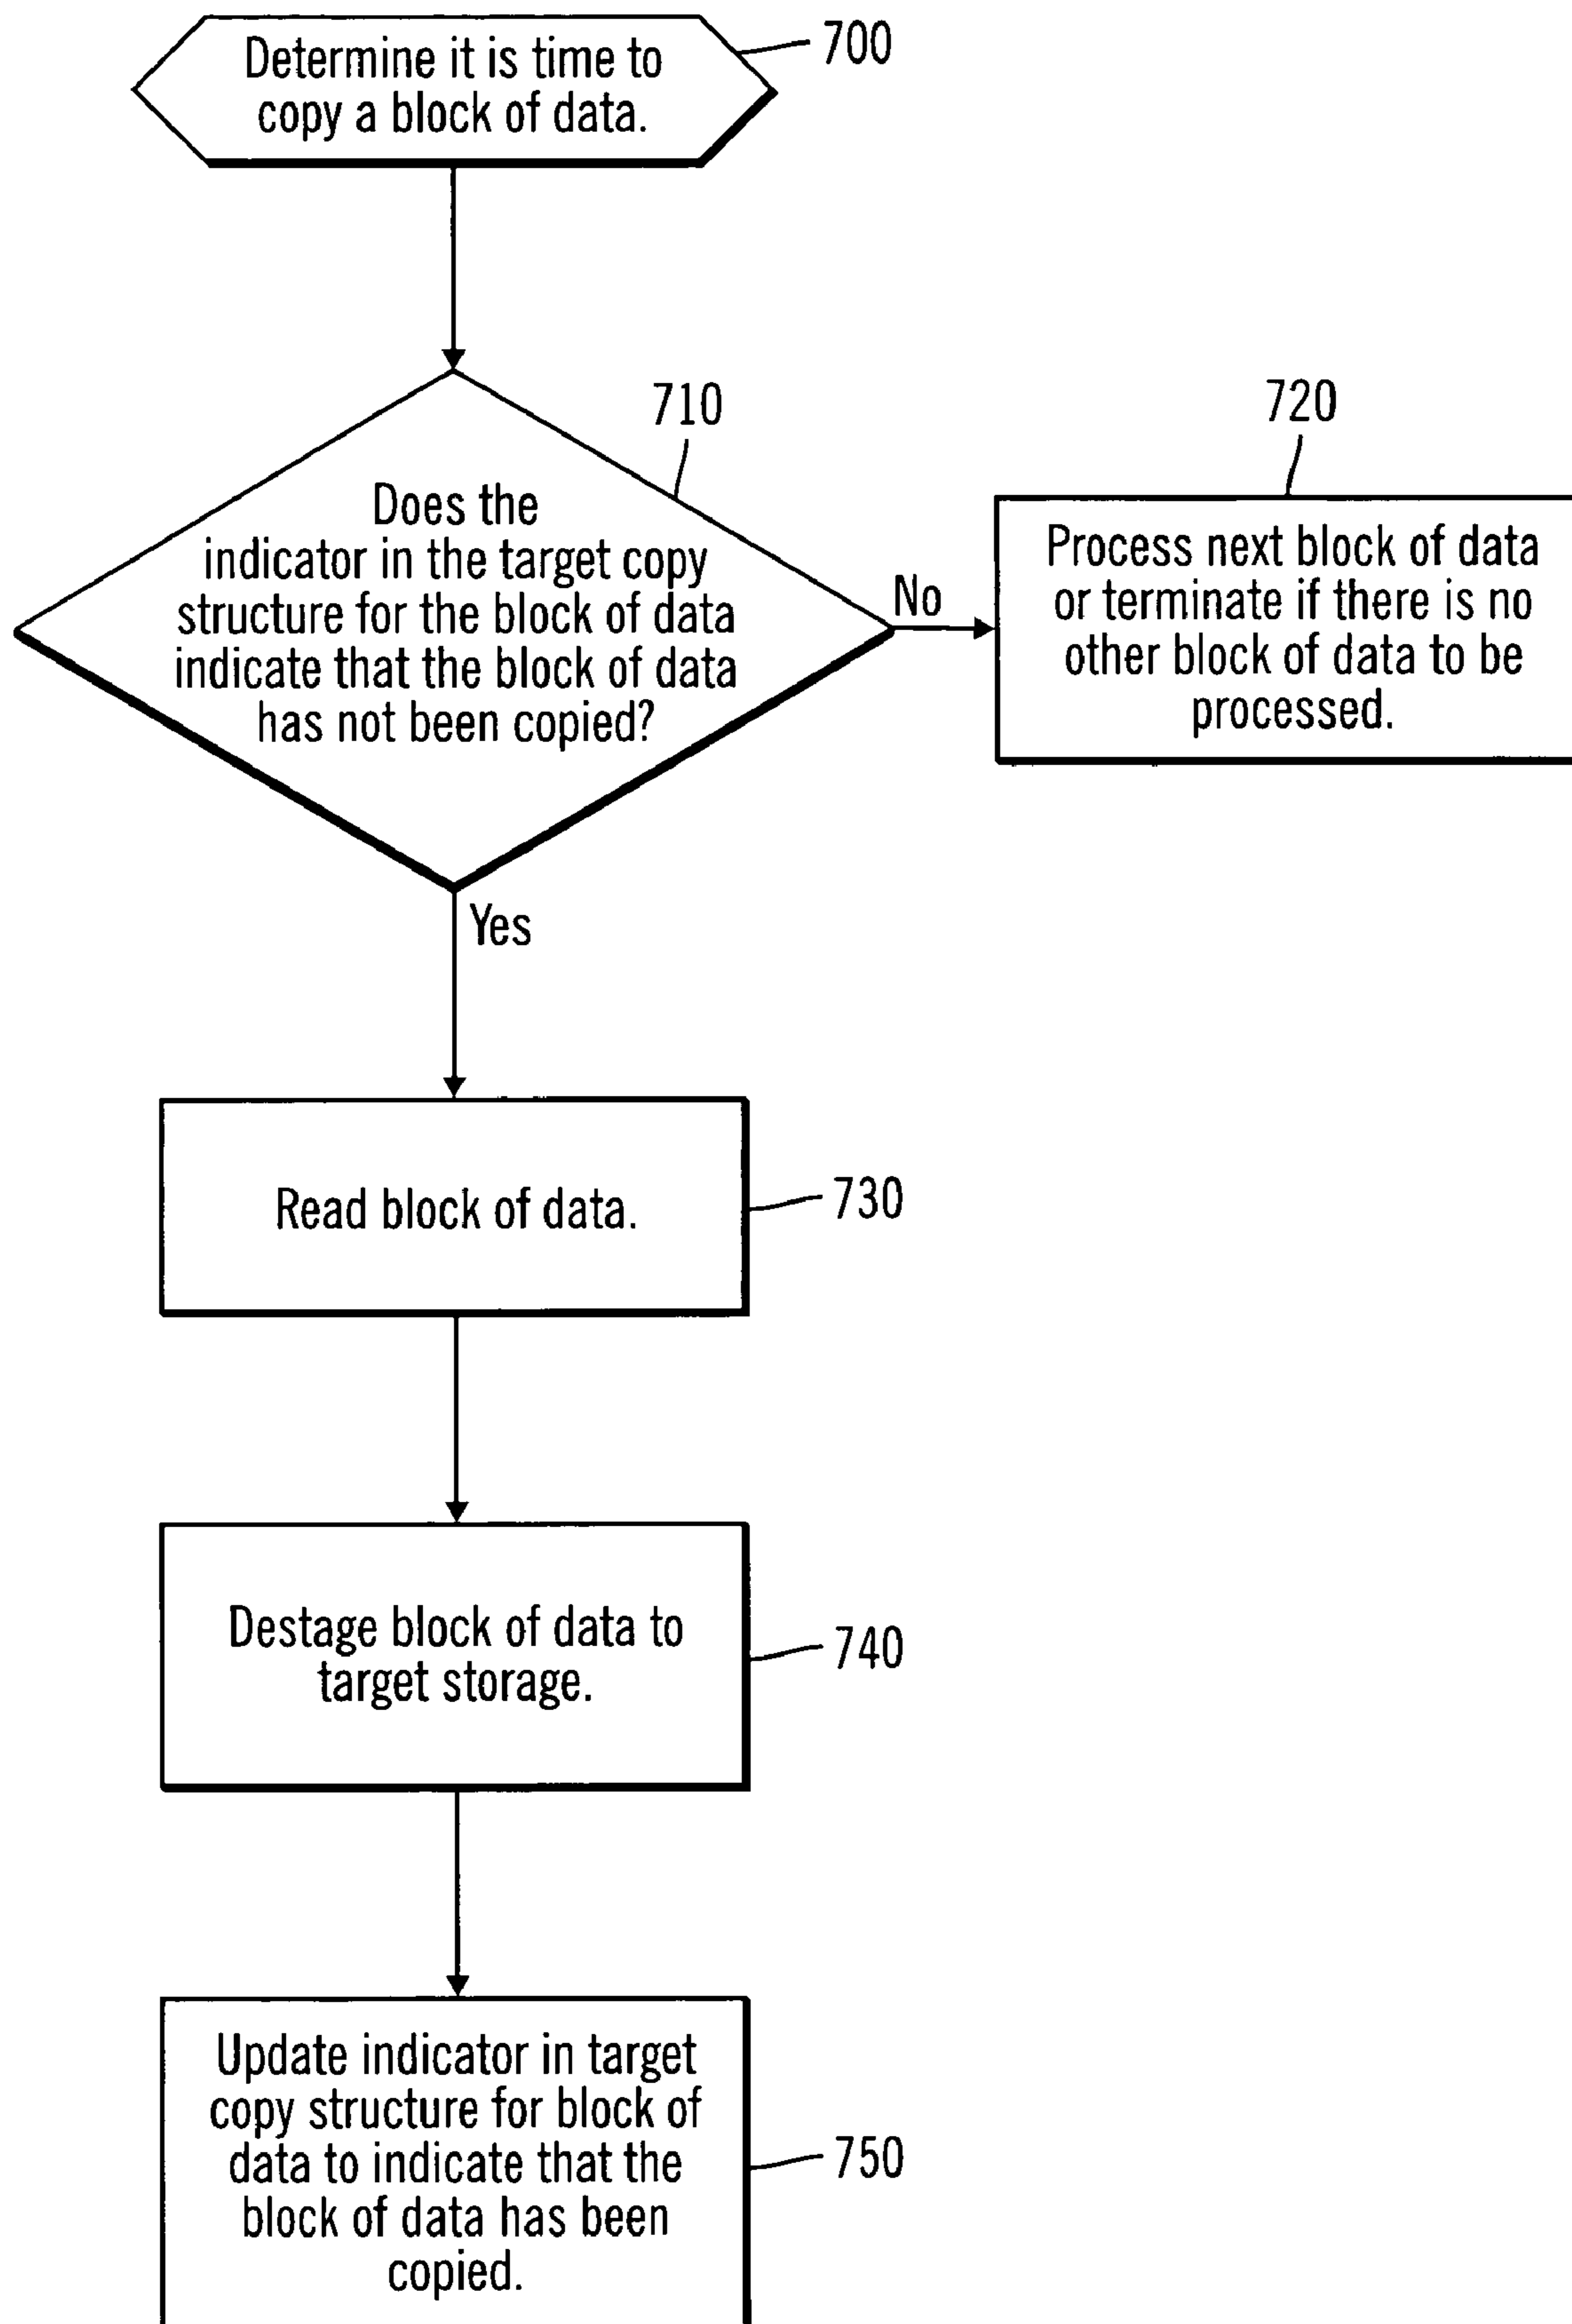 Determine it is time to
copy a block of data.
700
710
Does the
indicator in the target copy
structure for the block of data
indicate that the block of data
has not been copied?
No
720
Process next block of data
or terminate if there is no
other block of data to be
processed.
Yes
Read block of data.
730
Destage block of data to
target storage.
740
Update indicator in target
copy structure for block of
data to indicate that the
block of data has been
copied.
750